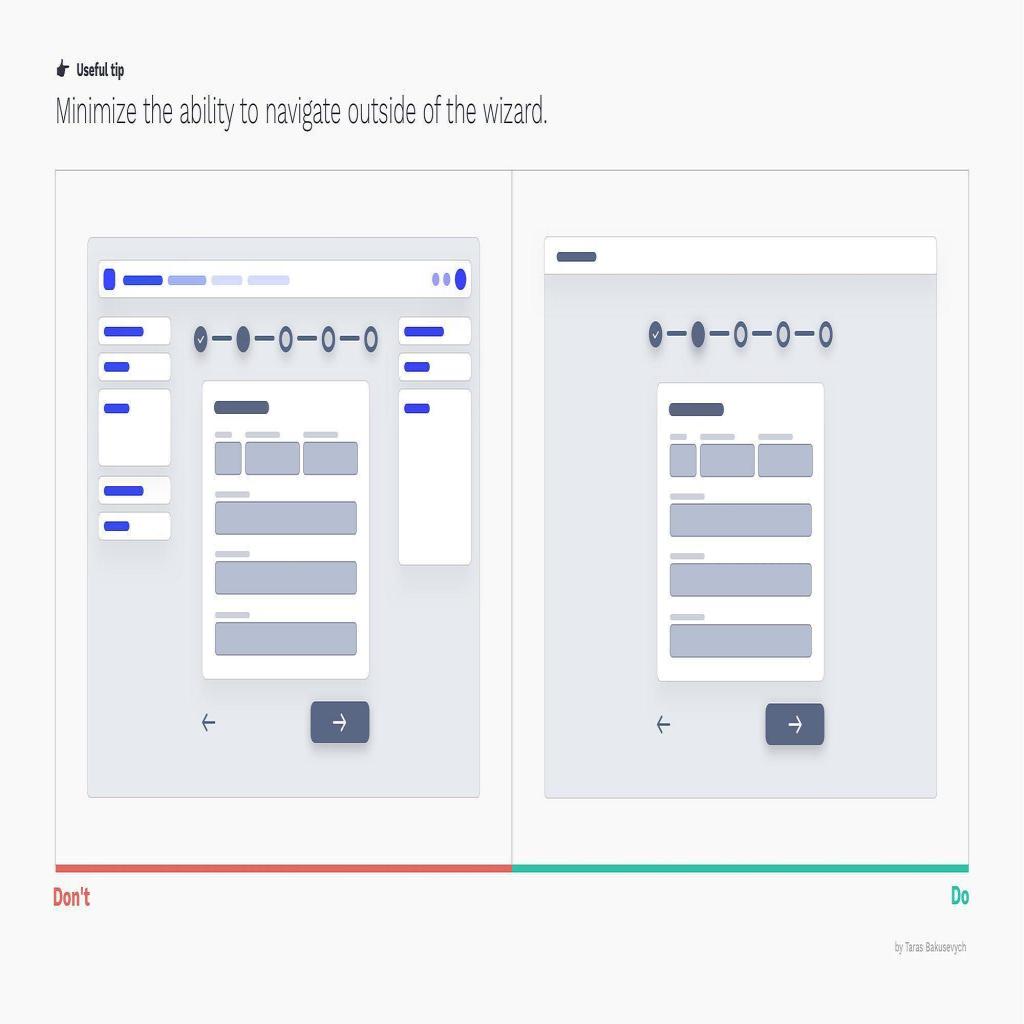 Useful tip
Minimize the ability to navigate outside of the wizard.
Don't
Do
by Taras Bakusevych